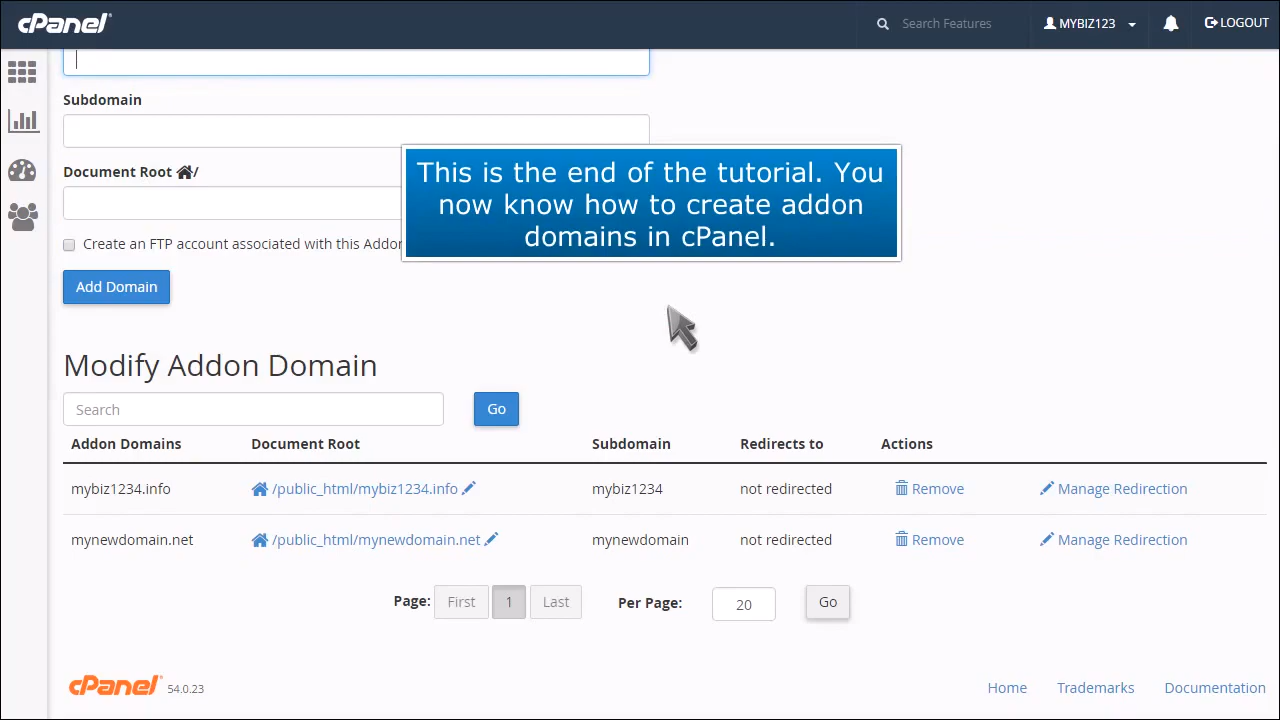 cPanel
Search Features
MYBIZ123
LOGOUT
Subdomain
Document Root /
Create an FTP account associated with this Addo
This is the end of the tutorial. You
now know how to create addon
domains in cPanel.
Add Domain
Modify Addon Domain
Search
Go
Addon Domains Document Root Subdomain Redirects to Actions
mybiz1234.info /public_html/mybiz1234.info mybiz1234 not redirected Remove Manage Redirection
mynewdomain.net /public_html/mynewdomain.net mynewdomain not redirected Remove Manage Redirection
Page: First 1 Last Per Page: 20 Go
cPanel 54.0.23 Home Trademarks Documentation